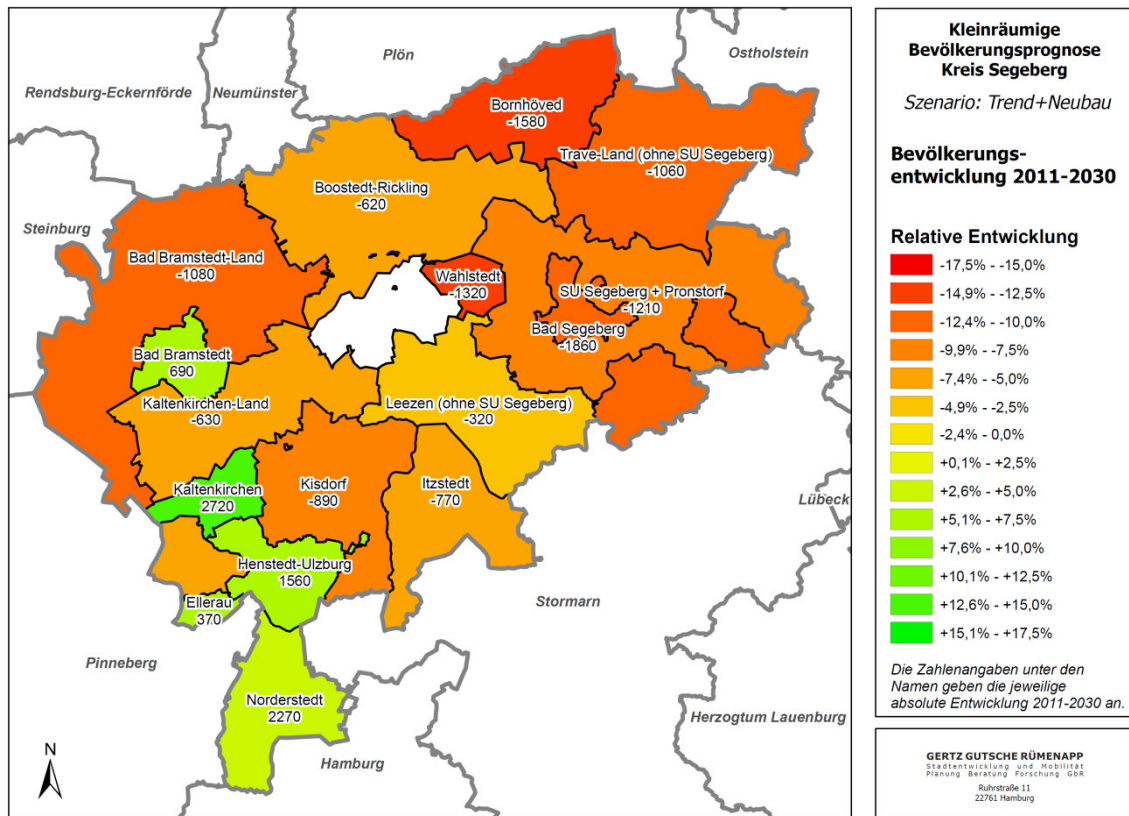 Plön
Ostholstein
Rendsburg-Eckernförde
Neumünster
Bornhöved
-1580
Trave-Land (ohne SU Segeberg)
-1060
Boostedt-Rickling
-620
Steinburg
Bad Bramstedt-Land
-1080
Wahlstedt
-1320
SU Segeberg + Pronstorf
-1210
Bad Segeberg
-1860
Bad Bramstedt
690
Kaltenkirchen-Land
-630
Leezen (ohne SU Segeberg)
-320
Kaltenkirchen
2720
Kisdorf
-890
Itzstedt
-770
Lübeck
Henstedt-Ulzburg
1560
Ellerau
370
Stormarn
Pinneberg
Norderstedt
2270
Herzogtum Lauenburg
Hamburg
N
Kleinräumige
Bevölkerungsprognose
Kreis Segeberg
Szenario: Trend+Neubau
Bevölkerungs-
entwicklung 2011-2030
Relative Entwicklung
-17,5% - -15,0%
-14,9% - -12,5%
-12,4% - -10,0%
-9,9% - -7,5%
-7,4% - -5,0%
-4,9% - -2,5%
-2,4% - 0,0%
+0,1% - +2,5%
+2,6% - +5,0%
+5,1% - +7,5%
+7,6% - +10,0%
+10,1% - +12,5%
+12,6% - +15,0%
+15,1% - +17,5%
Die Zahlenangaben unter den
Namen geben die jeweilige
absolute Entwicklung 2011-2030 an.
GERTZ GUTSCHE RÜMENAPP
Stadtentwicklung und Mobilität
Planung Beratung Forschung GbR
Ruhrstraße 11
22761 Hamburg